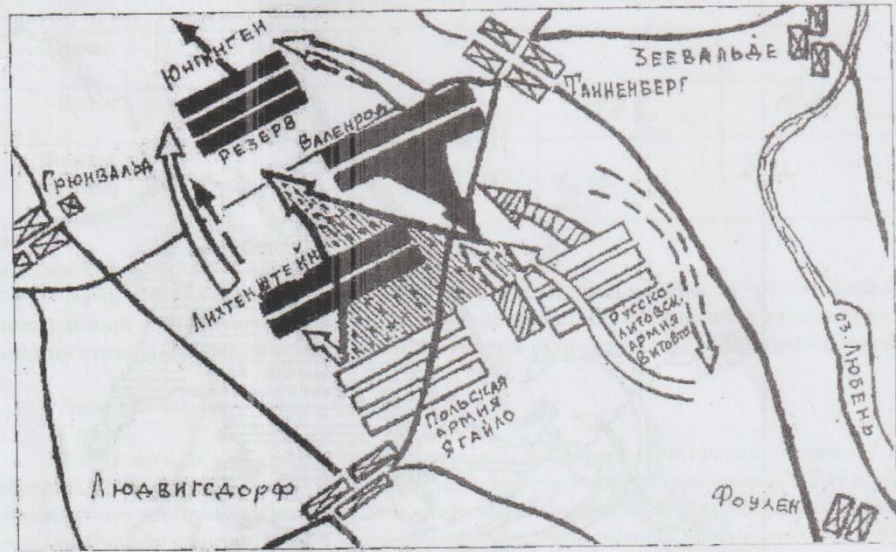 Юнгинген
Зеевальде
Танненберг
резерв
Валенрод
Грюнвальд
Лихтенштейн
Русско-
литовск.
армия
Витовта
оз. Любень
Польская
армия
Ягайло
Людвигсдорф
Фоулен